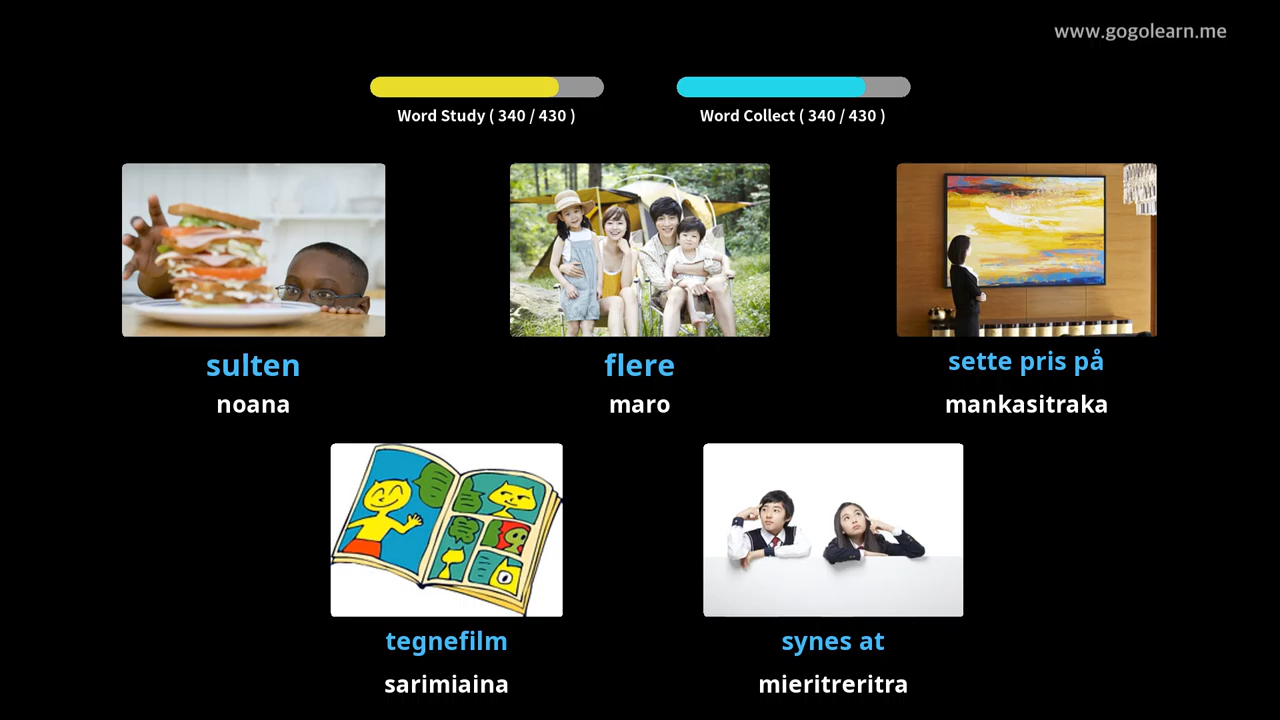 www.gogolearn.me
Word Study ( 340 / 430 )
Word Collect ( 340 / 430 )
sulten
noana
flere
maro
sette pris på
mankasitraka
tegnefilm
sarimiaina
synes at
mieritreritra